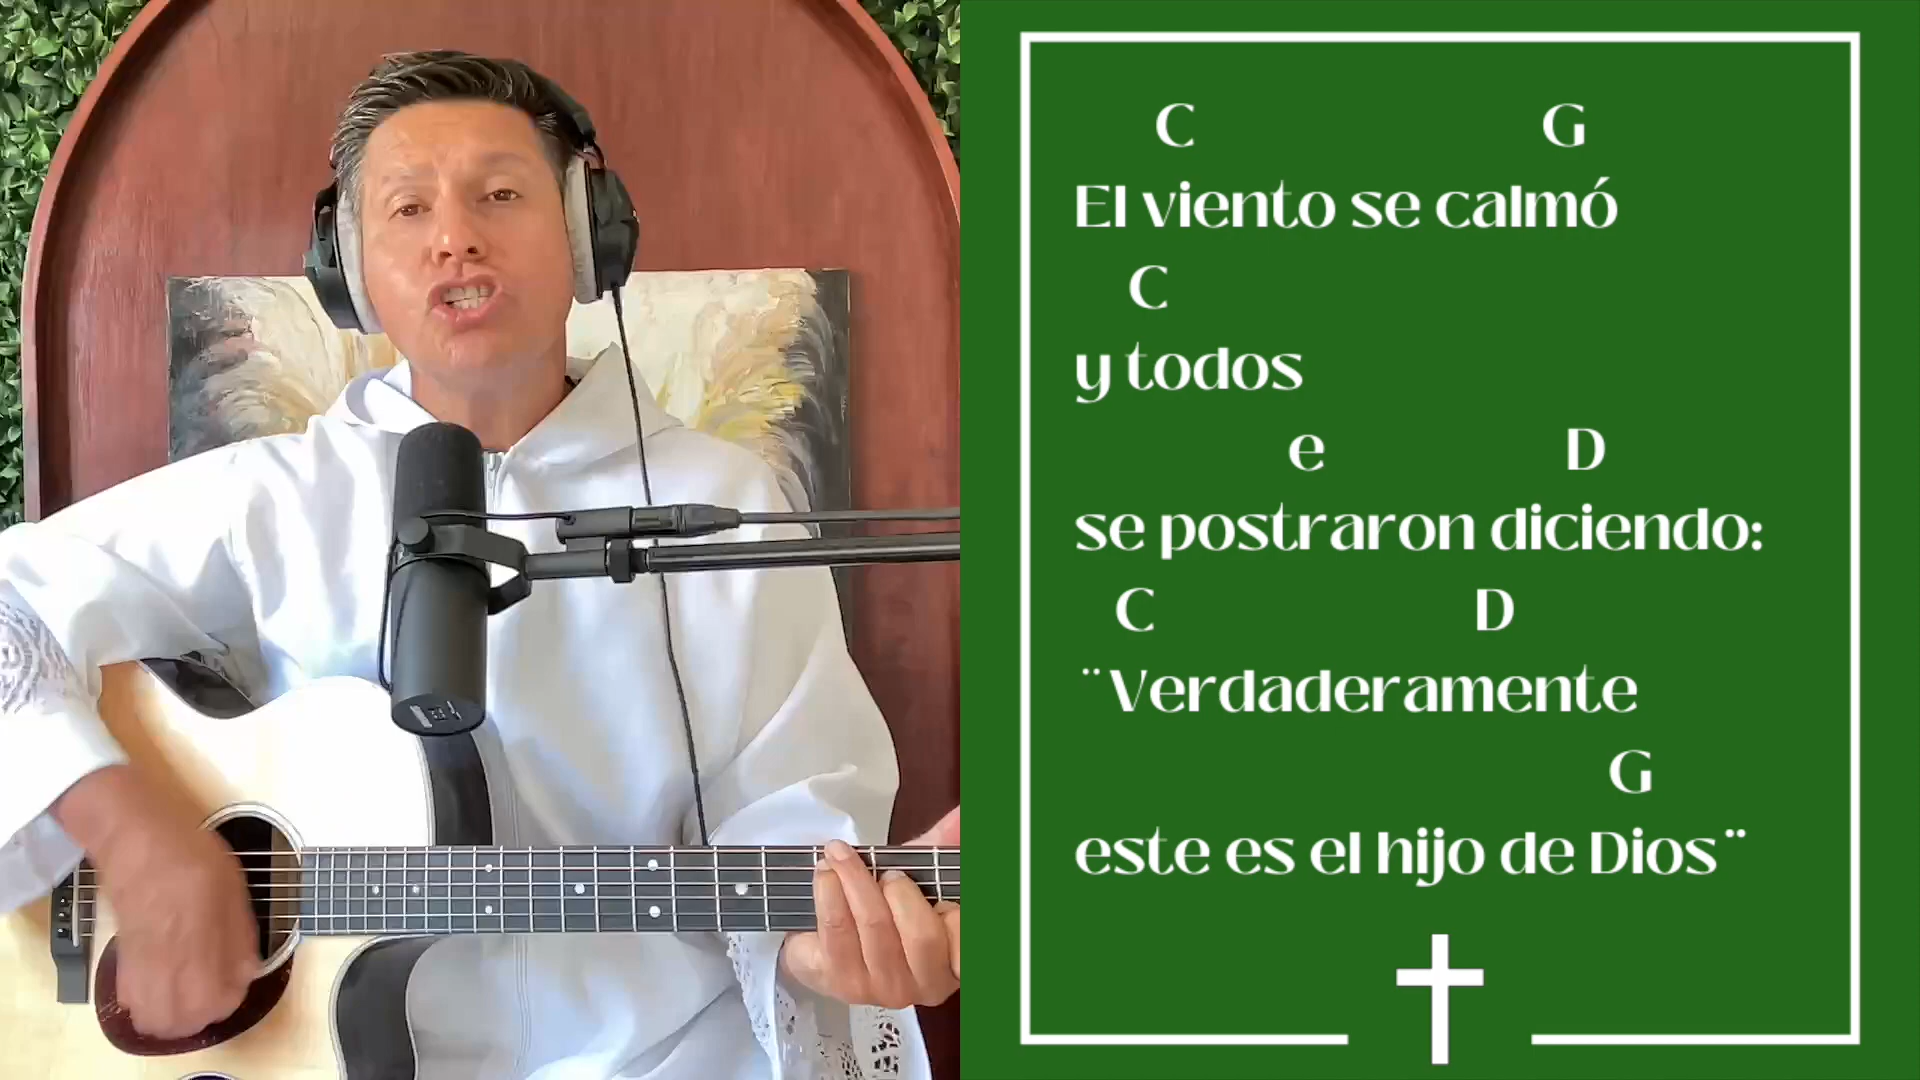 C G
El viento se calmó
C
y todos
e D
se postraron diciendo:
C D
¨Verdaderamente
G
este es el hijo de Dios¨